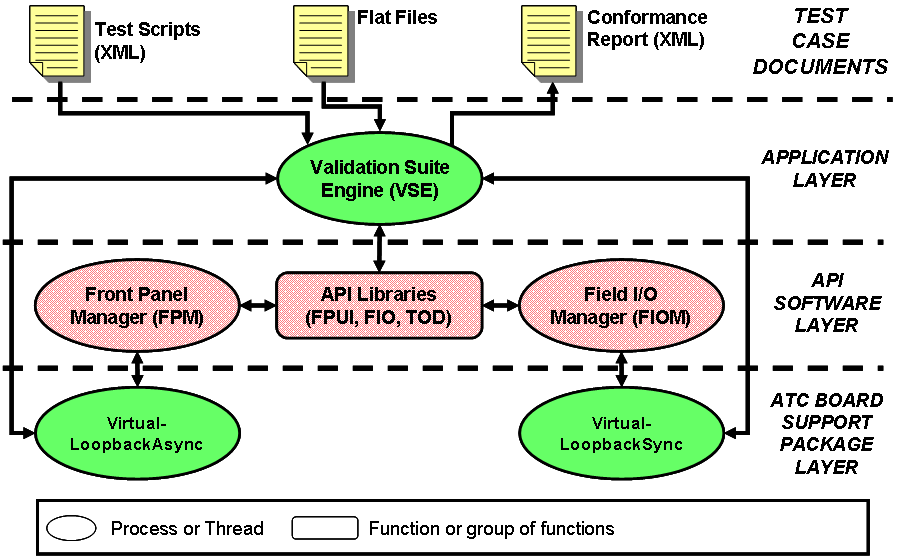 Test Scripts
(XML)
Flat Files
Conformance
Report (XML)
TEST
CASE
DOCUMENTS
Validation Suite
Engine (VSE)
APPLICATION
LAYER
Front Panel
Manager (FPM)
API Libraries
(FPUI, FIO, TOD)
Field I/O
Manager (FIOM)
API
SOFTWARE
LAYER
Virtual-
LoopbackAsync
Virtual-
LoopbackSync
ATC BOARD
SUPPORT
PACKAGE
LAYER
Process or Thread
Function or group of functions